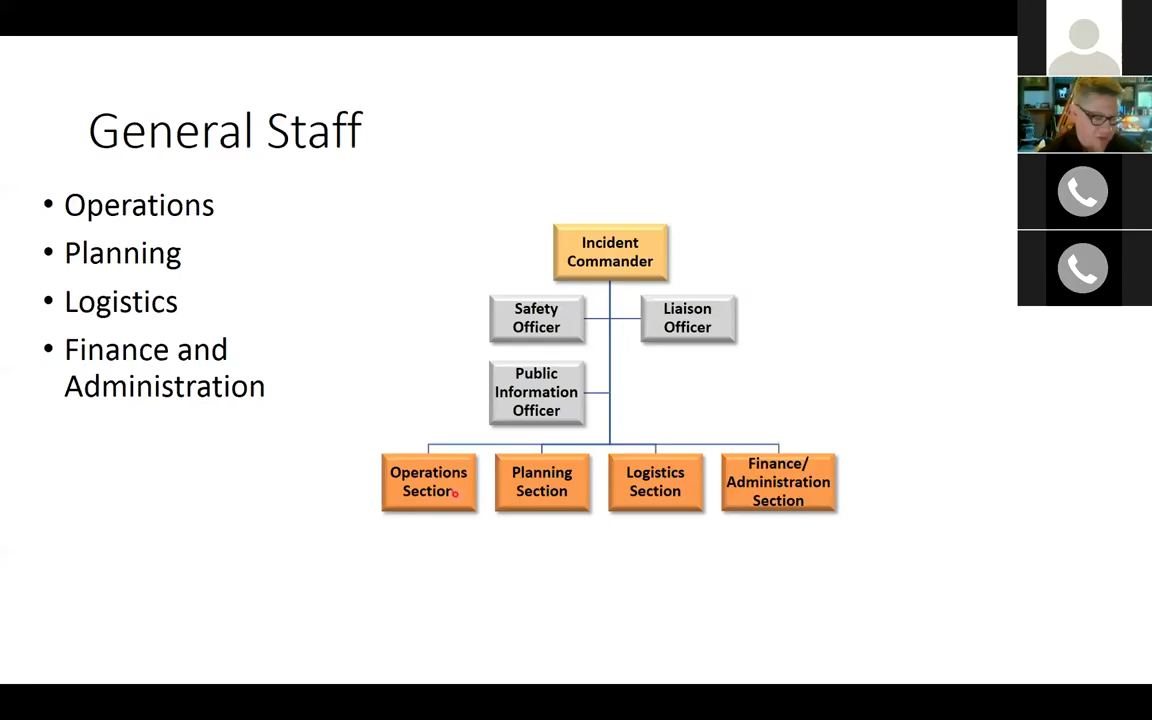 General Staff
• Operations
• Planning
• Logistics
• Finance and
Administration
Incident
Commander
Safety
Officer
Liaison
Officer
Public
Information
Officer
Operations
Section
Planning
Section
Logistics
Section
Finance/
Administration
Section